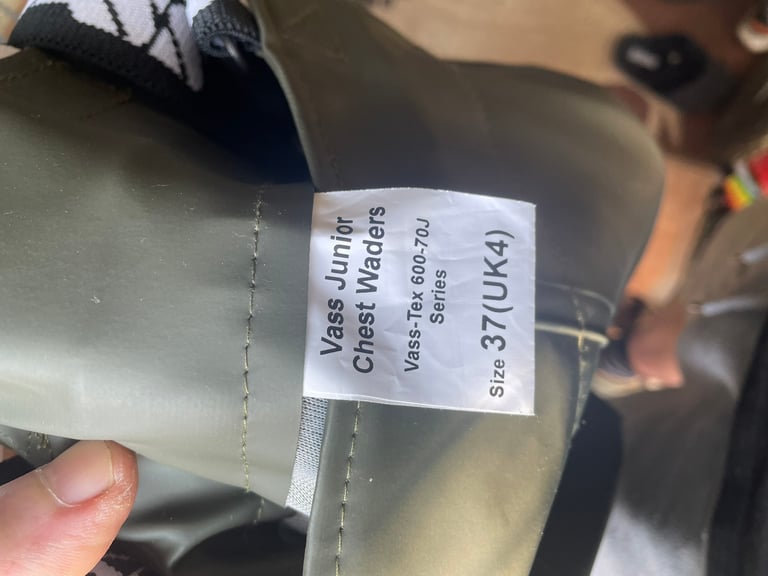 Vass Junior
Chest Waders
Vass-Tex 600-70J
Series
Size 37(UK4)